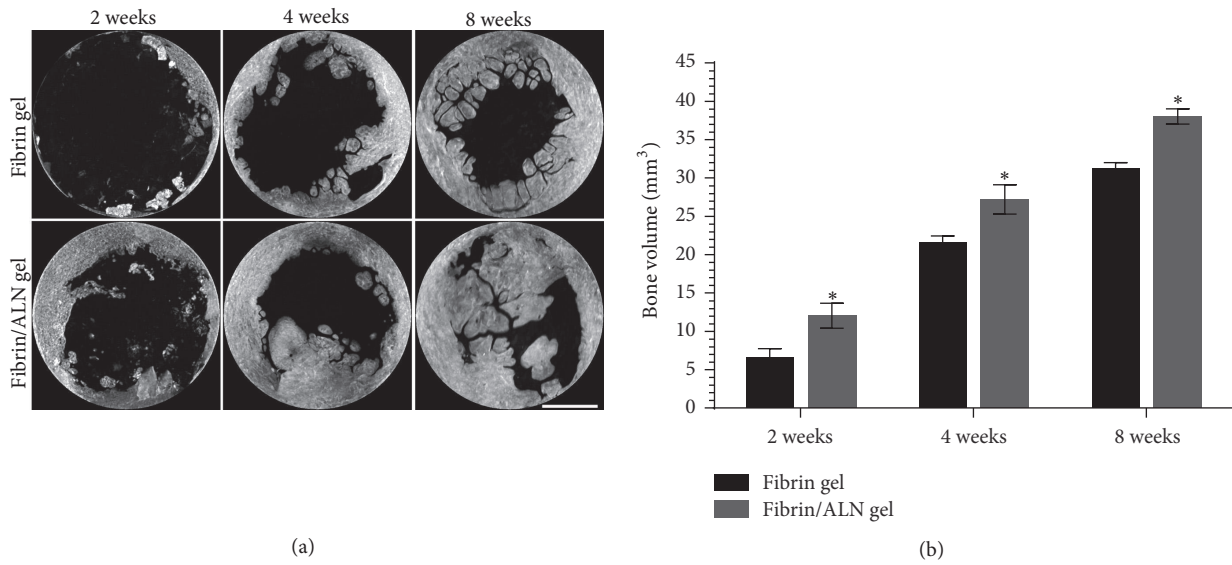 2 weeks 4 weeks 8 weeks
Fibrin gel
Fibrin/ALN gel
(a)
Bone volume (mm³)
45
40
35
30
25
20
15
10
5
0
*
*
*
2 weeks 4 weeks 8 weeks
Fibrin gel
Fibrin/ALN gel
(b)